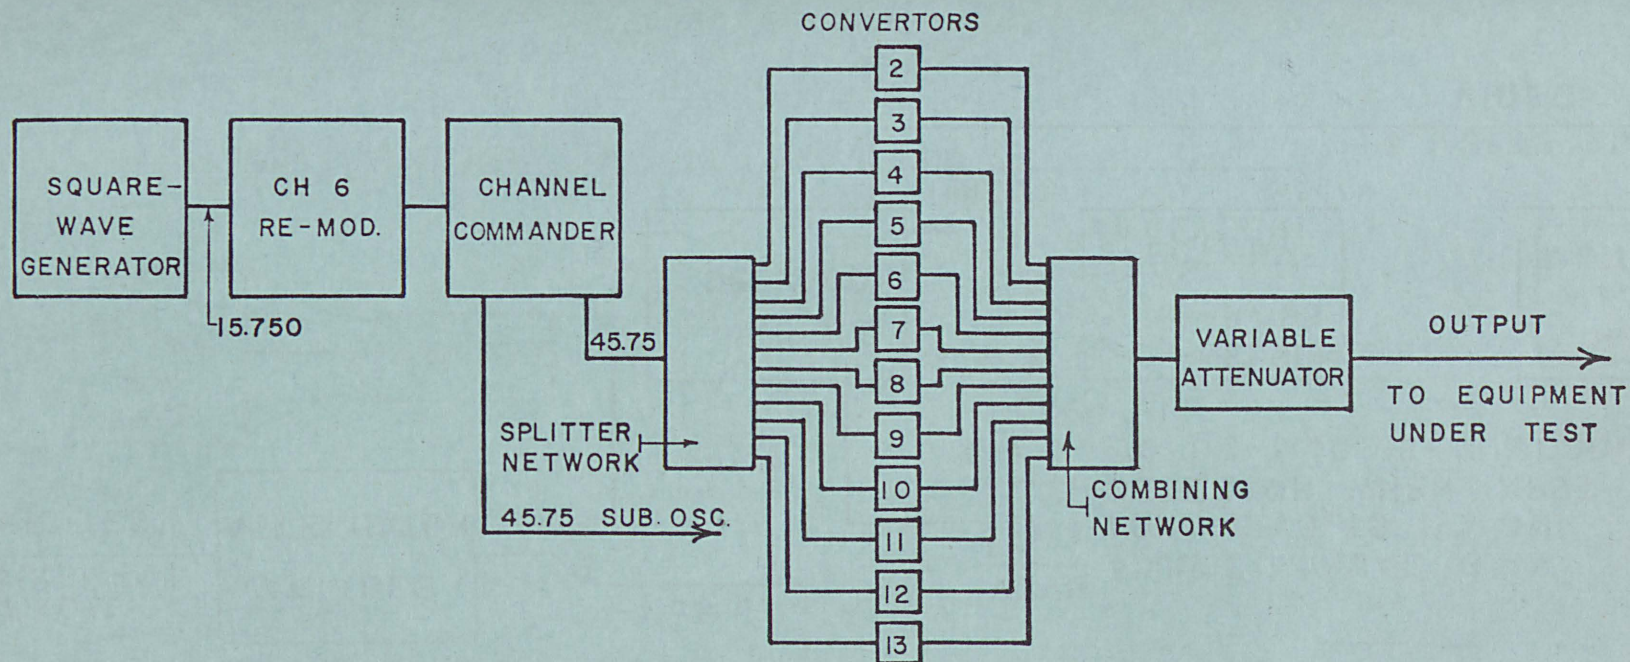 CONVERTORS
2
3
4
5
6
7
8
9
10
11
12
13
SQUARE-
WAVE
GENERATOR
15.750
CH 6
RE-MOD.
CHANNEL
COMMANDER
45.75
SPLITTER
NETWORK
45.75 SUB. OSC.
COMBINING
NETWORK
VARIABLE
ATTENUATOR
OUTPUT
TO EQUIPMENT
UNDER TEST